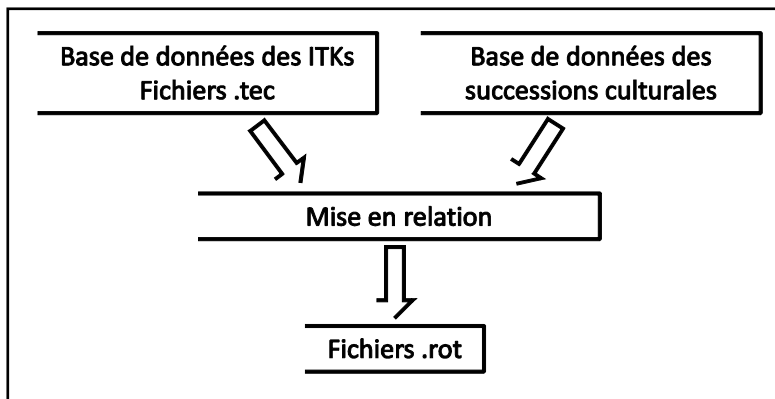 Base de données des ITKs
Fichiers .tec
Base de données des
successions culturales
Mise en relation
Fichiers .rot